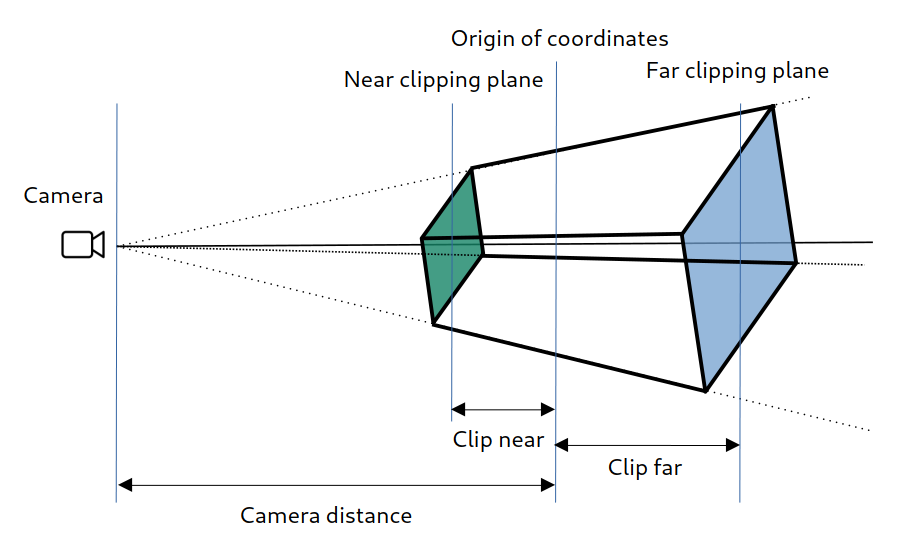 Origin of coordinates
Near clipping plane
Far clipping plane
Camera
Clip near
Clip far
Camera distance